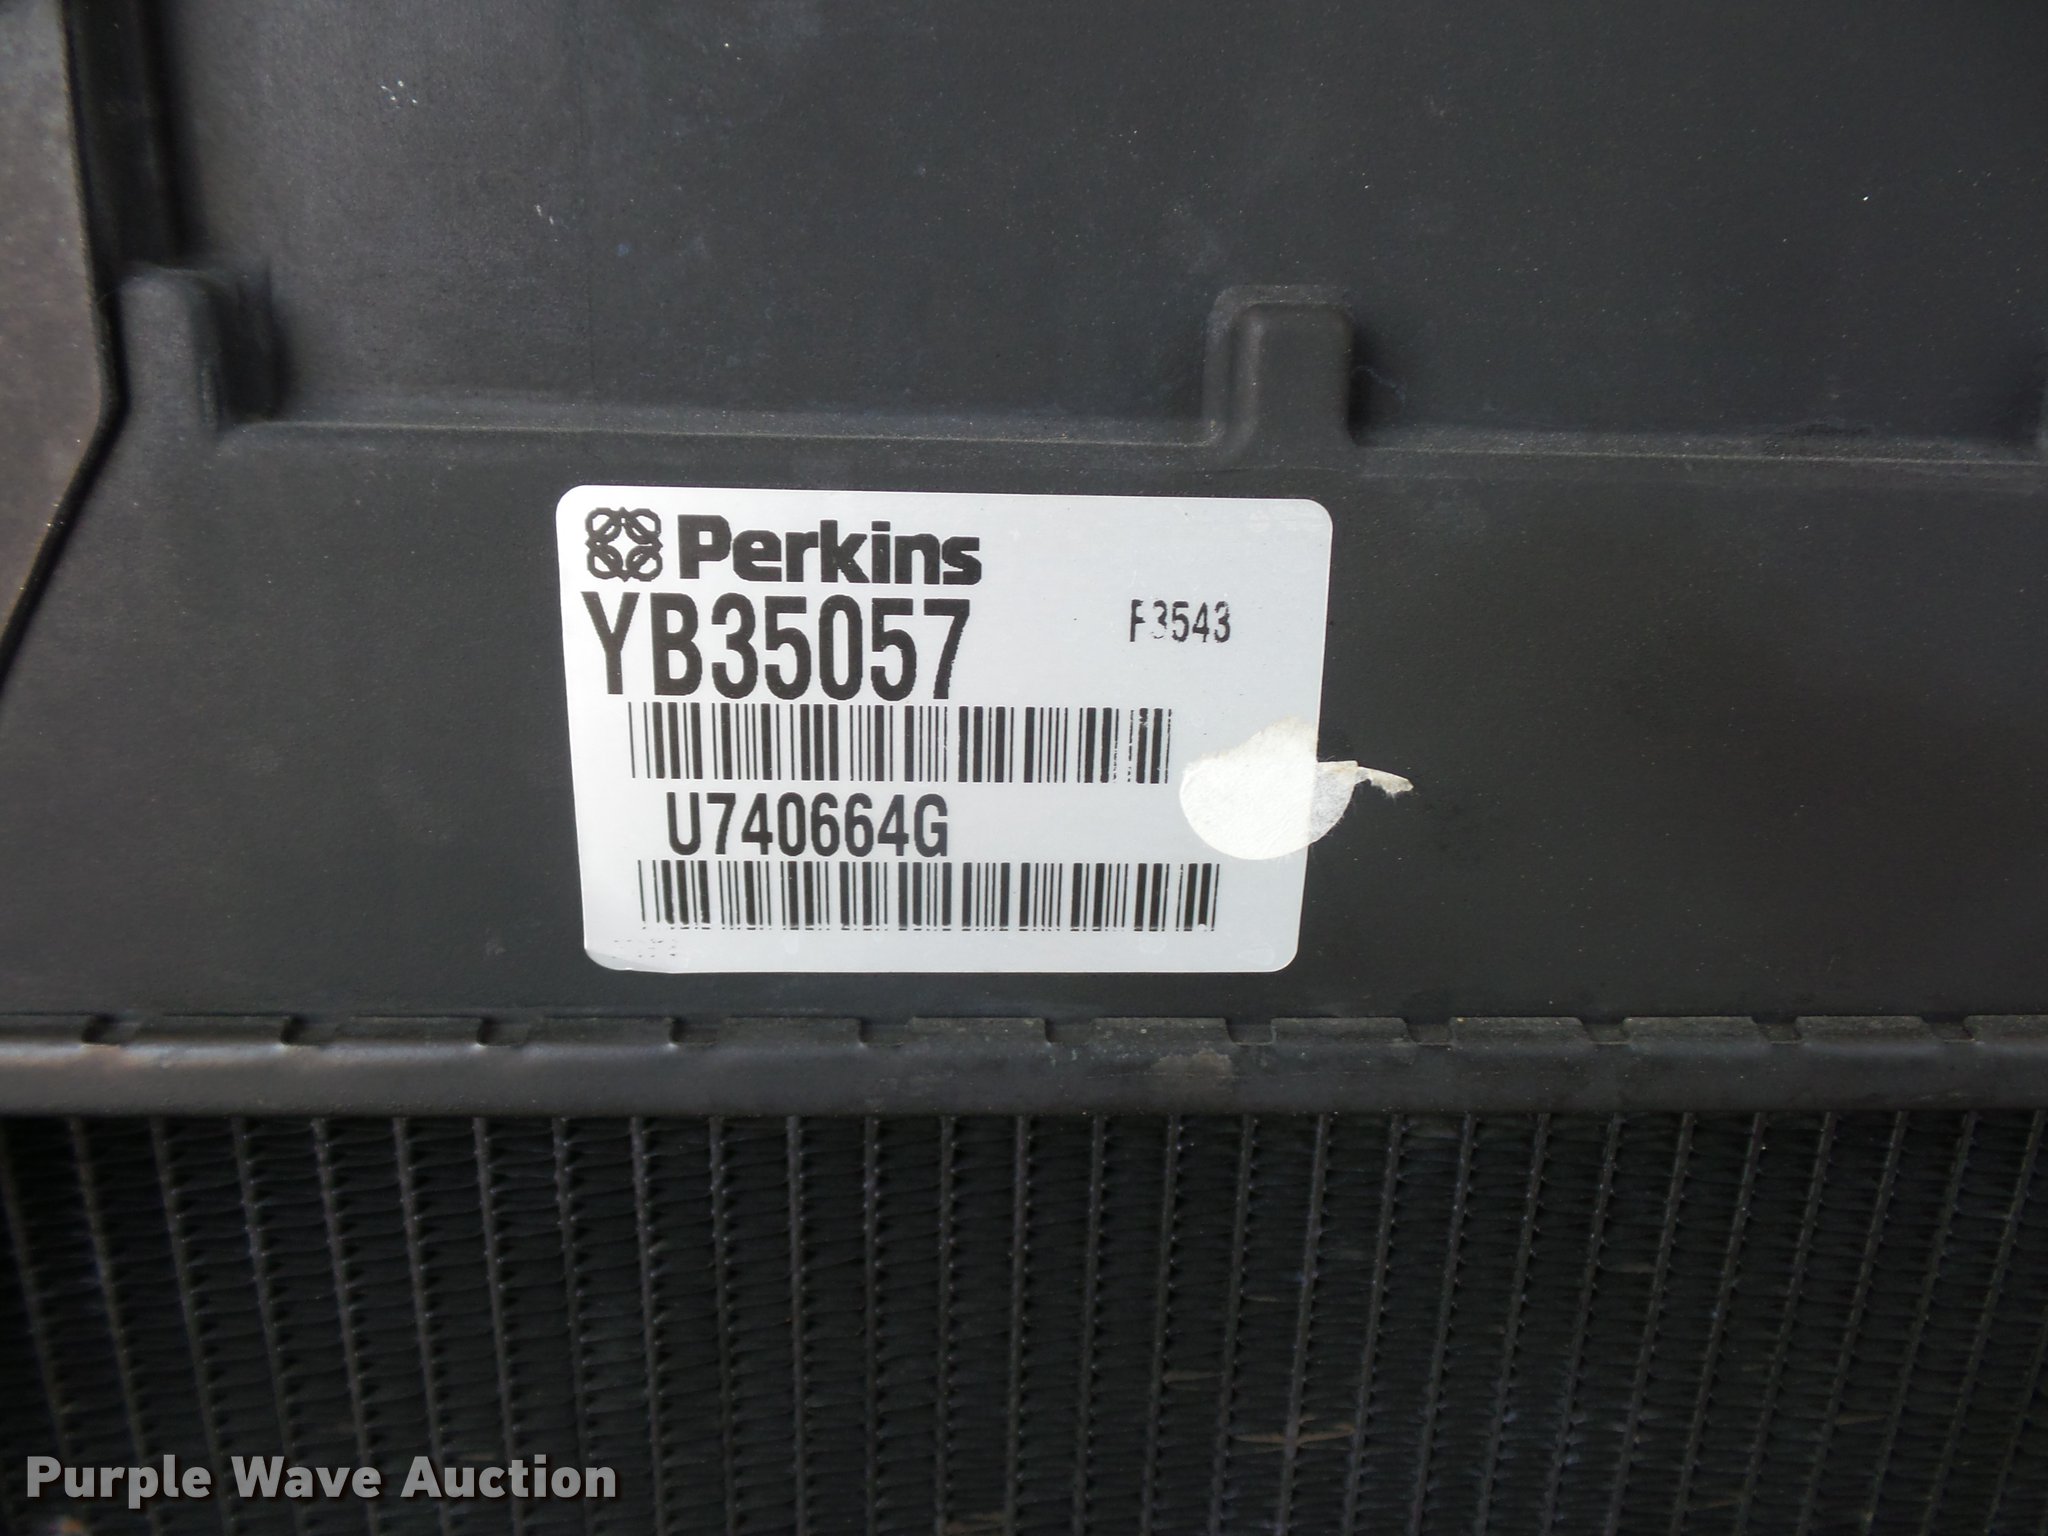 Perkins
YB35057
F3543
U740664G
Purple Wave Auction